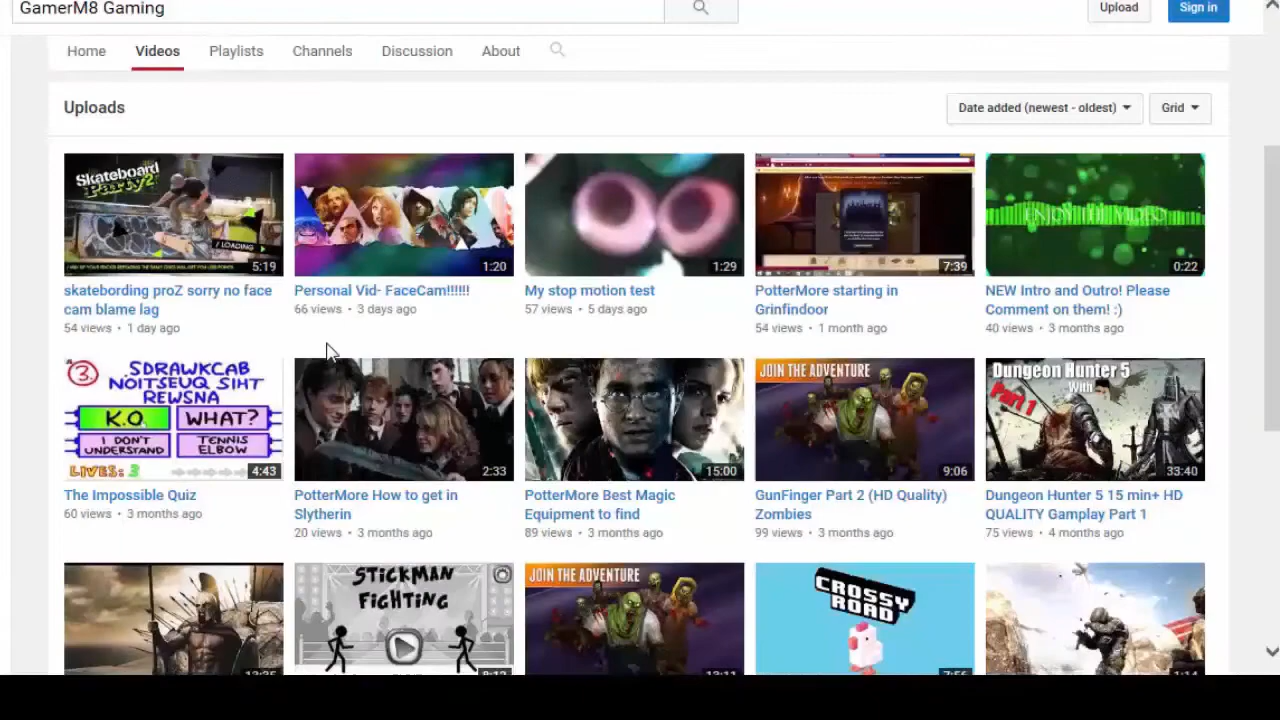 GamerM8 Gaming
Upload
Sign in
Home Videos Playlists Channels Discussion About
Uploads
Date added (newest - oldest)
Grid
Skateboard
Party 2
LOADING
5:19
1:20
1:29
7:39
ENJOY THE VIDEO
0:22
skatebording proZ sorry no face
cam blame lag
54 views • 1 day ago
Personal Vid- FaceCam!!!!!!
66 views • 3 days ago
My stop motion test
57 views • 5 days ago
PotterMore starting in
Grinfindoor
54 views • 1 month ago
NEW Intro and Outro! Please
Comment on them! :)
40 views • 3 months ago
3.
SDRAWKCAB
NOITSEUQ SIHT
REWSNA
K.O.
WHAT?
I DON'T
UNDERSTAND
TENNIS
ELBOW
LIVES: 3
4:43
2:33
15:00
JOIN THE ADVENTURE
9:06
Dungeon Hunter 5
With
Part 1
33:40
The Impossible Quiz
60 views • 3 months ago
PotterMore How to get in
Slytherin
20 views • 3 months ago
PotterMore Best Magic
Equipment to find
89 views • 3 months ago
GunFinger Part 2 (HD Quality)
Zombies
99 views • 3 months ago
Dungeon Hunter 5 15 min+ HD
QUALITY Gamplay Part 1
75 views • 4 months ago
STICKMAN
FIGHTING
JOIN THE ADVENTURE
CROSSY
ROAD